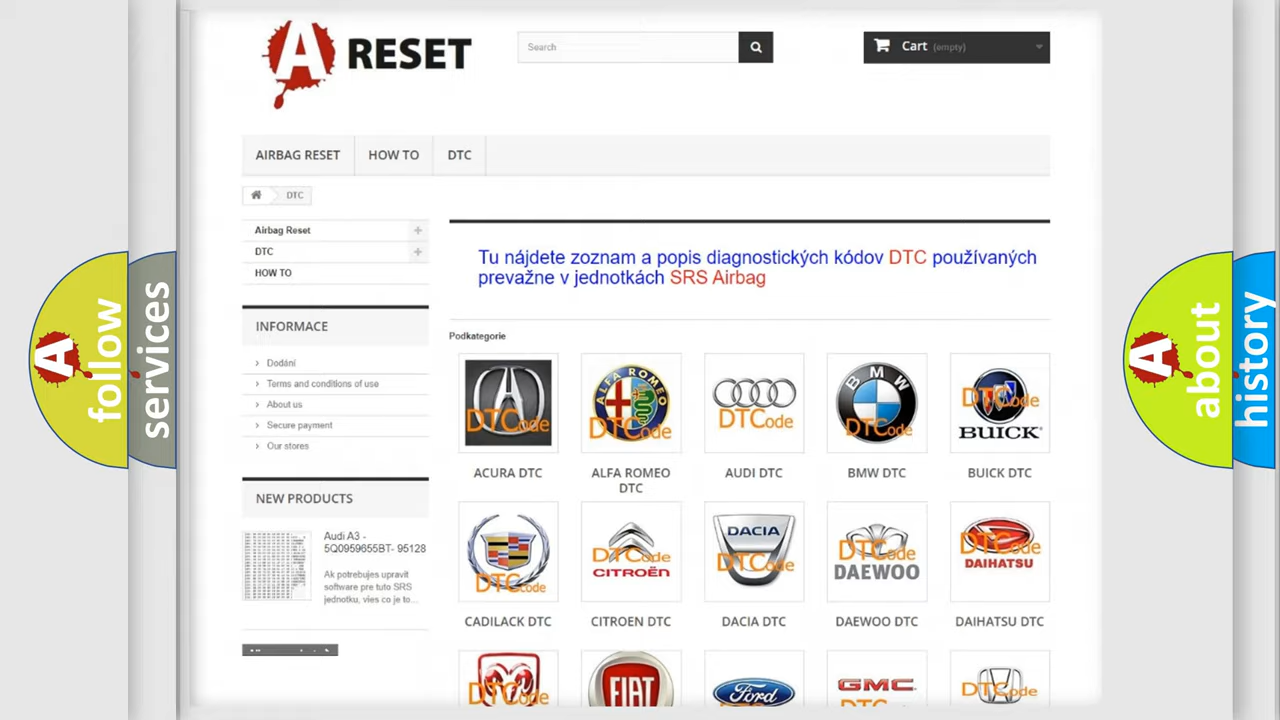 A RESET
Search
Cart (empty)
AIRBAG RESET
HOW TO
DTC
DTC
Airbag Reset
DTC
HOW TO
INFORMACE
Dodání
Terms and conditions of use
About us
Secure payment
Our stores
NEW PRODUCTS
Audi A3 -
5Q0959655BT- 95128
Ak potrebujes upravit
software pre tuto SRS
jednotku, vies co je to...
Tu nájdete zoznam a popis diagnostických kódov DTC používaných
prevažne v jednotkách SRS Airbag
Podkategorie
DTCode
ALFA ROMEO
DTCode
DTCode
BMW
DTCode
DTCode
BUICK
ACURA DTC
ALFA ROMEO
DTC
AUDI DTC
BMW DTC
BUICK DTC
DTCode
DTCode
CITROËN
DACIA
DTCode
DTCode
DAEWOO
DTCode
DAIHATSU
CADILACK DTC
CITROEN DTC
DACIA DTC
DAEWOO DTC
DAIHATSU DTC
DTCode
FIAT
Ford
GMC
DTCode
A follow
services
A about
history